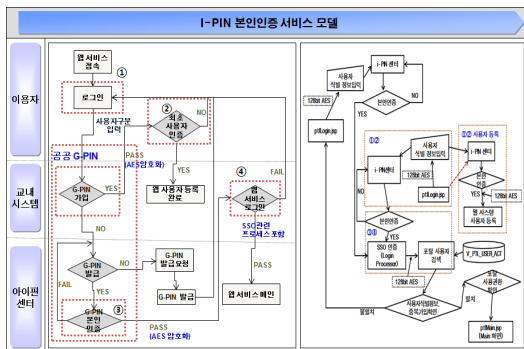 I-PIN 본인인증 서비스 모델
이용자
교내
시스템
아이핀
센터
웹 서비스
접속
①
로그인
사용자구분
입력
②
최초
사용자
인증
NO
공공 G-PIN
PASS
(AES암호화)
G-PIN
가입
YES
YES
웹 사용자 등록
완료
④
웹
서비스
로그인
FAIL
SSO관련
프로세스 포함
NO
G-PIN
발급
NO
G-PIN
발급요청
FAIL
YES
G-PIN 발급
G-PIN
본인
인증
③
PASS
(AES 암호화)
PASS
웹 서비스 메인
사용자
식별 정보입력
i-PIN 센터
NO
128bit AES
본인인증
ptlLogin.jsp
①②
사용자
식별 정보입력
i-PIN센터
ptlLogin.jsp
128bit AES
①② 사용자 등록
i-PIN 센터
본인
인증
YES
128bit AES
웹 시스템
사용자 등록
NO
본인인증
YES
③④
SSO 인증
(Login
Processor)
포탈 사용자
검색
V_PTL_USER_ACT
128bit AES
불일치
사용자식별정보,
중복가입확인
일치
포탈
사용권한
확인
ptlMain.jsp
(Main 화면)